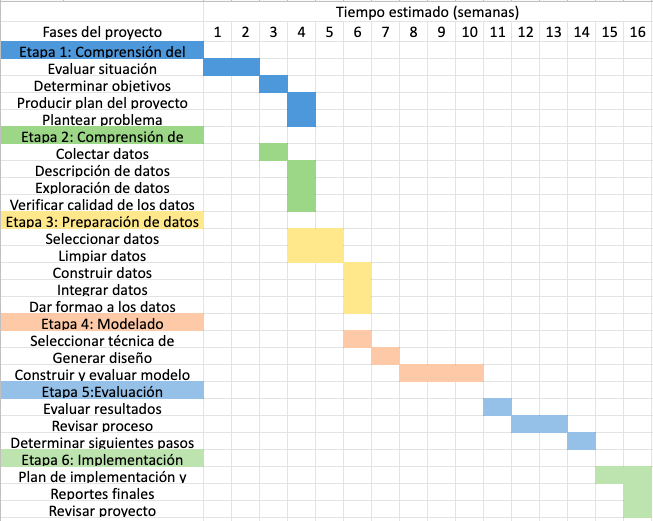 Tiempo estimado (semanas)
Fases del proyecto 1 2 3 4 5 6 7 8 9 10 11 12 13 14 15 16
Etapa 1: Comprensión del
Evaluar situación
Determinar objetivos
Producir plan del proyecto
Plantear problema
Etapa 2: Comprensión de
Colectar datos
Descripción de datos
Exploración de datos
Verificar calidad de los datos
Etapa 3: Preparación de datos
Seleccionar datos
Limpiar datos
Construir datos
Integrar datos
Dar formao a los datos
Etapa 4: Modelado
Seleccionar técnica de
Generar diseño
Construir y evaluar modelo
Etapa 5:Evaluación
Evaluar resultados
Revisar proceso
Determinar siguientes pasos
Etapa 6: Implementación
Plan de implementación y
Reportes finales
Revisar proyecto